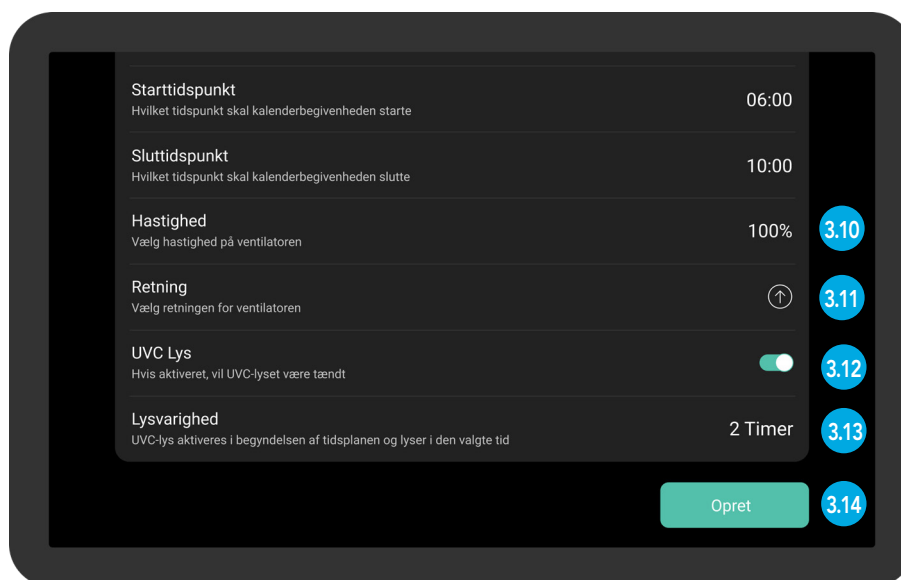 Starttidspunkt
Hvilket tidspunkt skal kalenderbegivenheden starte
06:00
Sluttidspunkt
Hvilket tidspunkt skal kalenderbegivenheden slutte
10:00
Hastighed
Vælg hastighed på ventilatoren
100%
3.10
Retning
Vælg retningen for ventilatoren
3.11
UVC Lys
Hvis aktiveret, vil UVC-lyset være tændt
3.12
Lysvarighed
UVC-lys aktiveres i begyndelsen af tidsplanen og lyser i den valgte tid
2 Timer
3.13
Opret
3.14